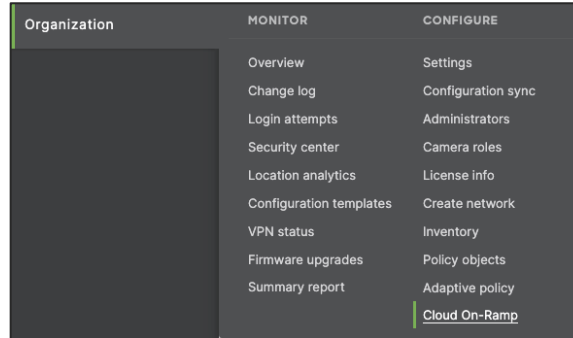 Organization
MONITOR
Overview
Change log
Login attempts
Security center
Location analytics
Configuration templates
VPN status
Firmware upgrades
Summary report
CONFIGURE
Settings
Configuration sync
Administrators
Camera roles
License info
Create network
Inventory
Policy objects
Adaptive policy
Cloud On-Ramp